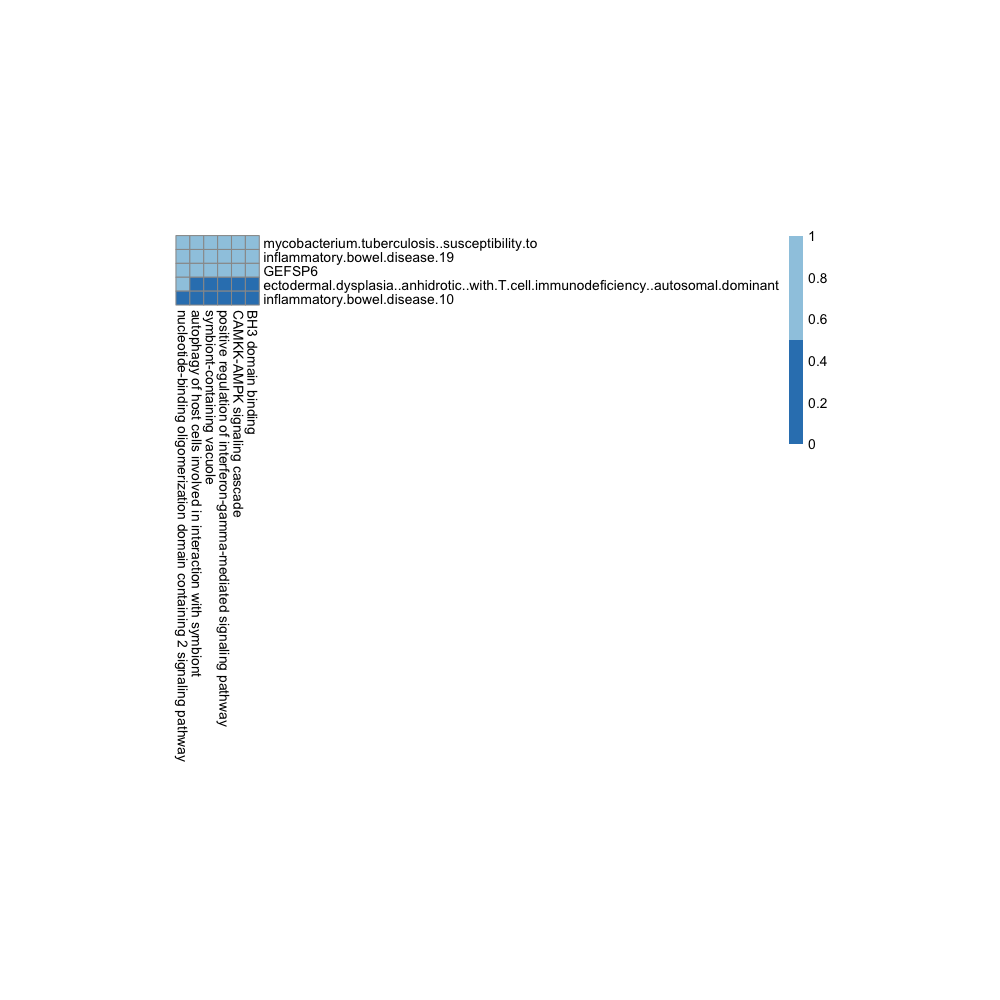 mycobacterium.tuberculosis..susceptibility.to
inflammatory.bowel.disease.19
GEFSP6
ectodermal.dysplasia..anhidrotic..with.T.cell.immunodeficiency..autosomal.dominant
inflammatory.bowel.disease.10
nucleotide-binding oligomerization domain containing 2 signaling pathway
autophagy of host cells involved in interaction with symbiont
symbiont-containing vacuole
positive regulation of interferon-gamma-mediated signaling pathway
CAMKK-AMPK signaling cascade
BH3 domain binding
1
0.8
0.6
0.4
0.2
0